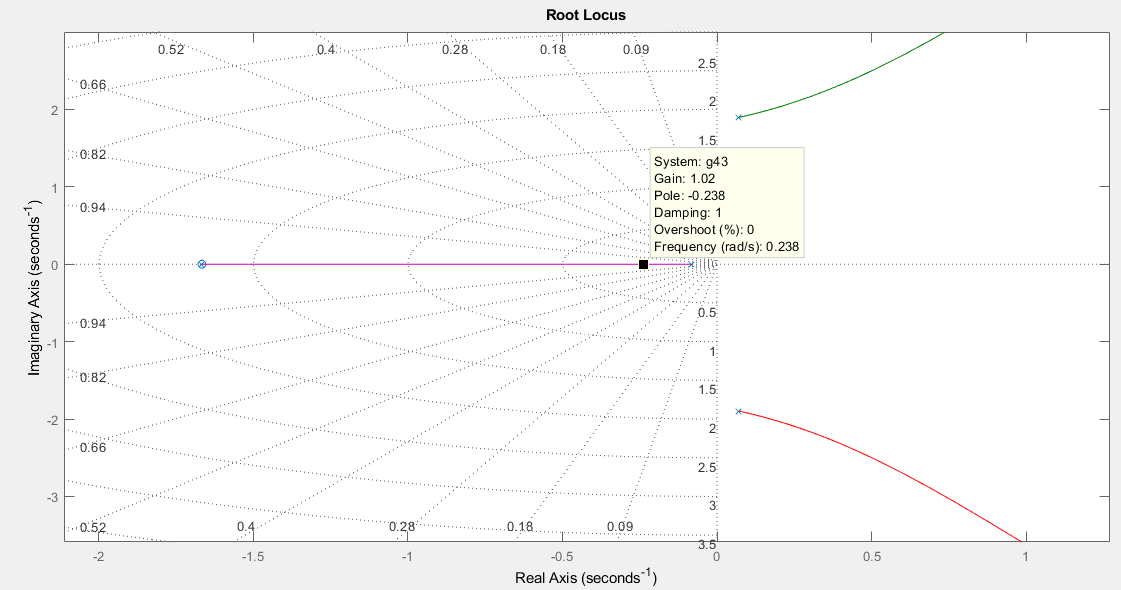 Root Locus
0.52 0.4 0.28 0.18 0.09
2.5
0.66
2
2
1.5
0.82
System: g43
Gain: 1.02
Pole: -0.238
Damping: 1
Overshoot (%): 0
Frequency (rad/s): 0.238
1
0.94
0
0.5
0.94
-1
1
0.82
1.5
-2
2
0.66
2.5
-3
3
0.52 0.4 0.28 0.18 0.09
3.5
-2 -1.5 -1 -0.5 0 0.5 1
Real Axis (seconds-1)
Imaginary Axis (seconds-1)